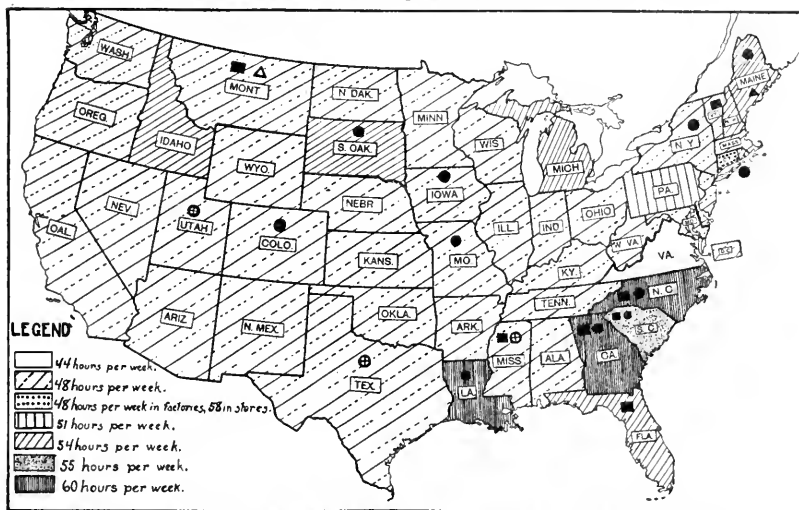 WASH.
MONT.
N. DAK.
MINN
MAINE
OREG.
IDAHO
S. OAK.
WIS
MICH
N. Y.
MASS.
WYO.
IOWA
PA.
NEV.
UTAH
NEBR
ILL.
IND.
OHIO
OAL.
COLO.
KANS.
MO.
W. VA.
VA.
KY.
ARIZ.
N. MEX.
OKLA.
ARK.
TENN.
N. C.
S. C.
TEX.
LA.
MISS
ALA.
GA.
FLA.
LEGEND
44 hours per week.
48 hours per week.
48 hours per week in factories, 58 in stores.
51 hours per week.
54 hours per week.
55 hours per week.
60 hours per week.